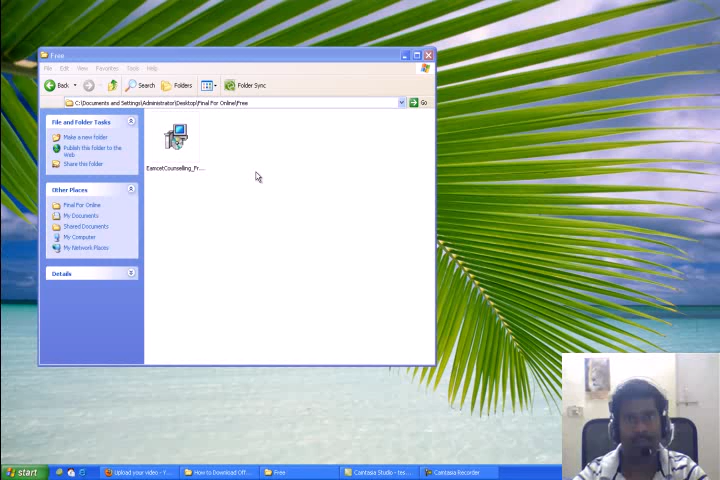 Free
File Edit View Favorites Tools Help
Back Search Folders Folder Sync
C:\Documents and Settings\Administrator\Desktop\Final For Online\Free Go
File and Folder Tasks
Make a new folder
Publish this folder to the
Web
Share this folder
Other Places
Final For Online
My Documents
Shared Documents
My Computer
My Network Places
Details
EamcetCounselling_Fr...
start Upload your video - Y... How to Download Off... Free Camtasia Studio - tes... Camtasia Recorder